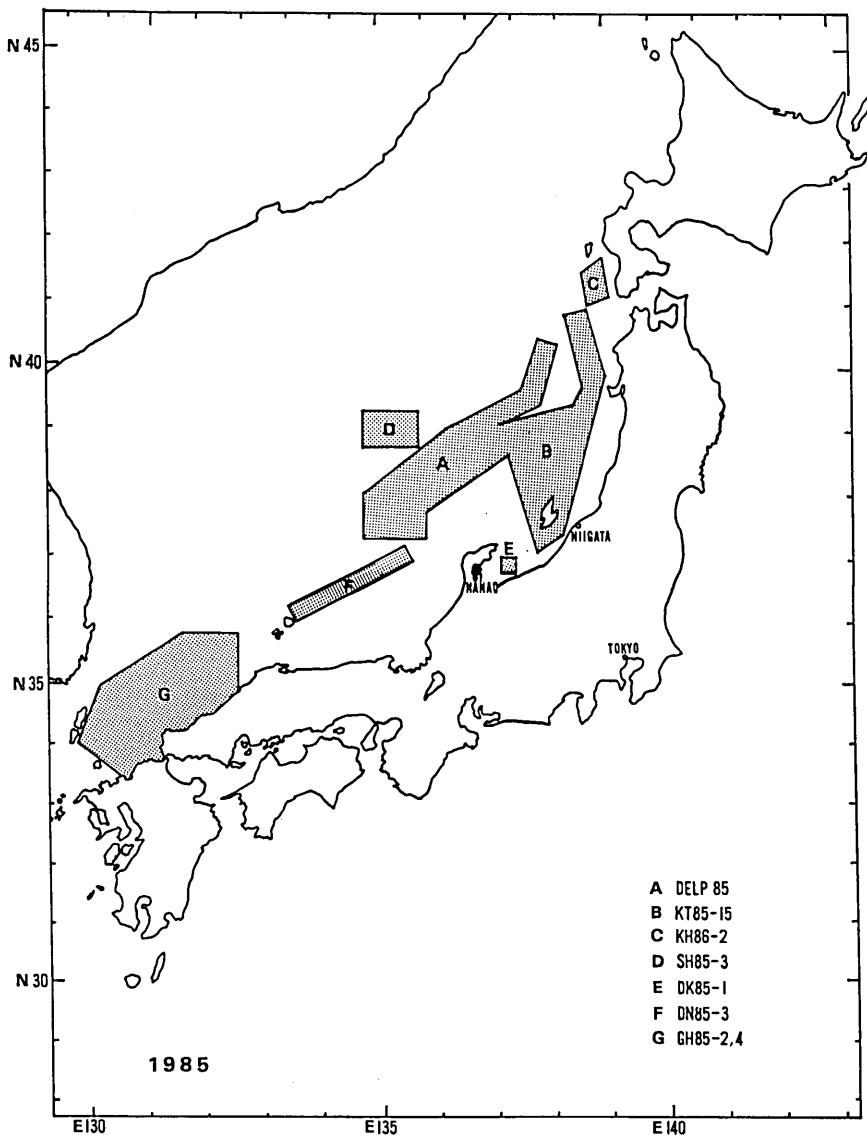 N 45
C
N 40
D
A
B
NIIGATA
E
NANAO
F
TOKYO
N 35
G
A DELP 85
B KT85-15
C KH86-2
D SH85-3
E DK85-1
F DN85-3
G GH85-2,4
N 30
1985
E130 E135 E140